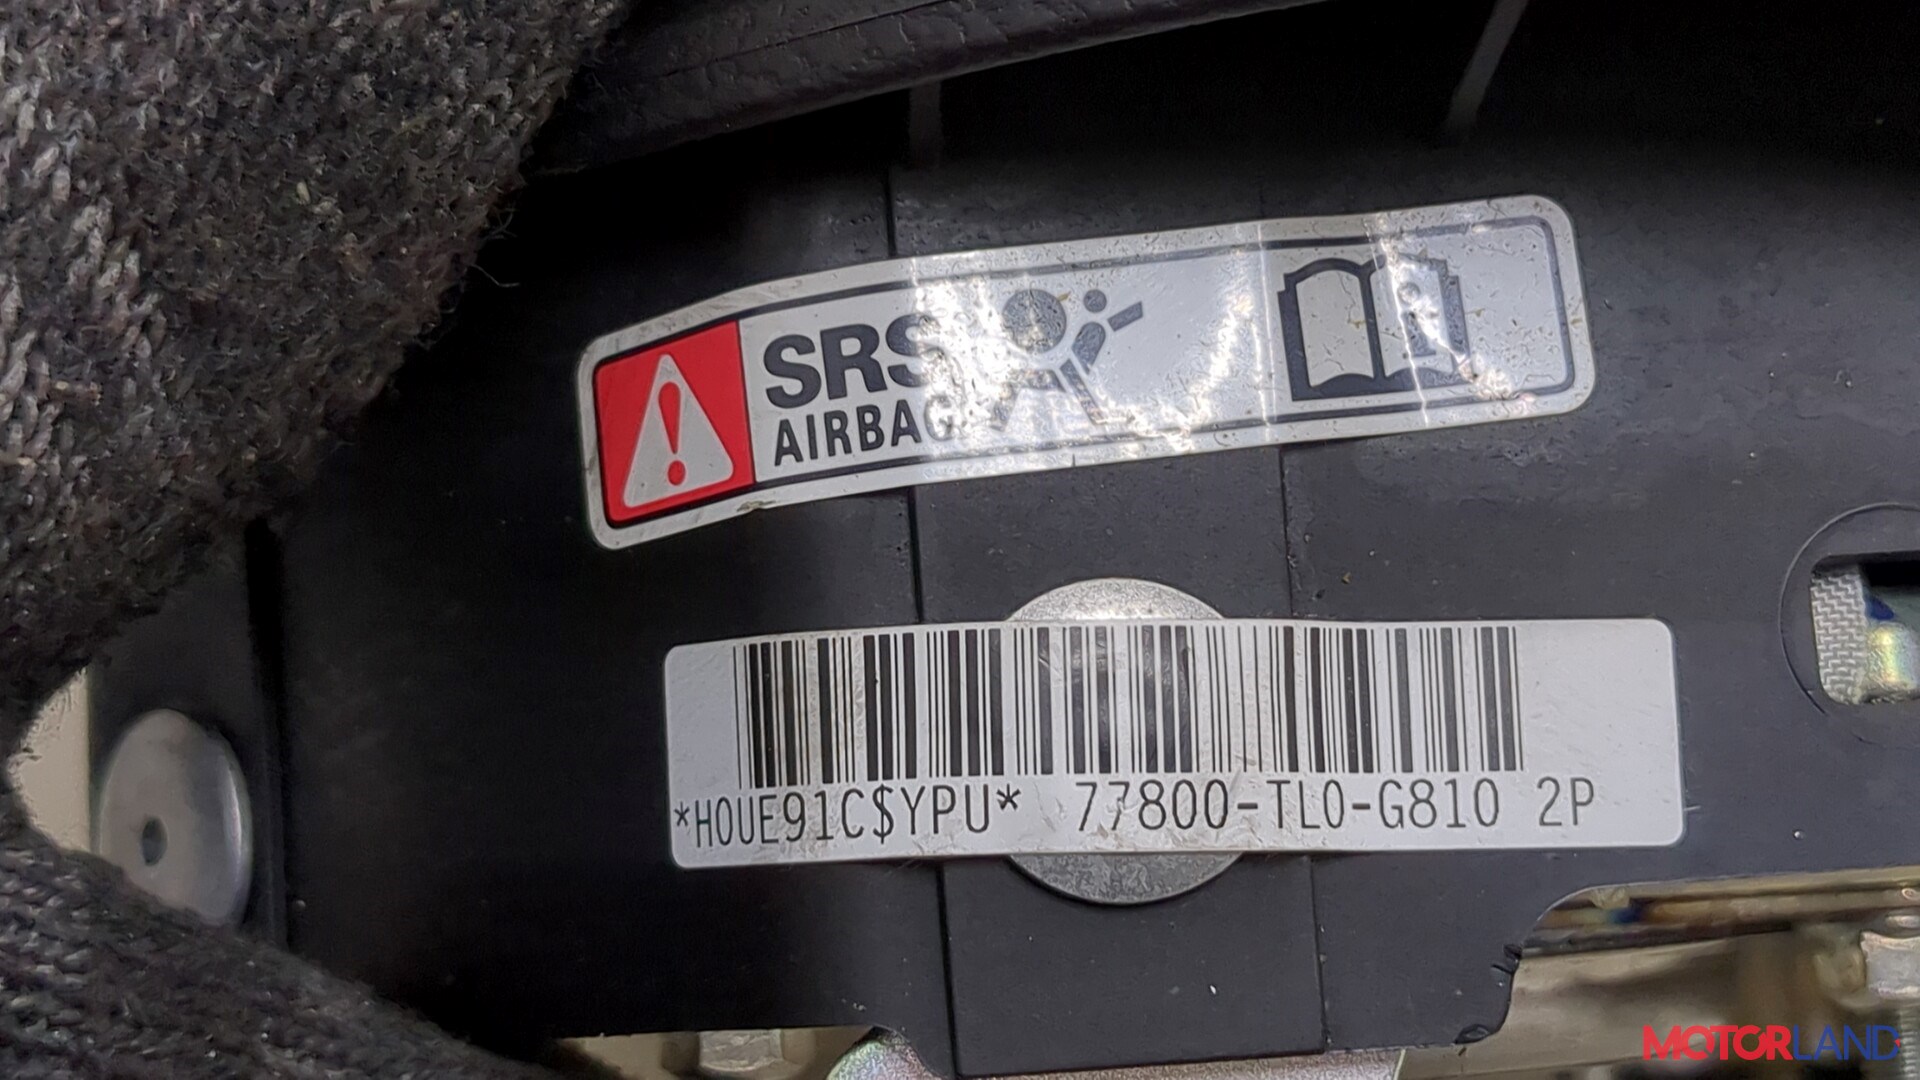 SRS
AIRBAG
*H0UE91C$YPU* 77800-TL0-G810 2P
MOTORLAND